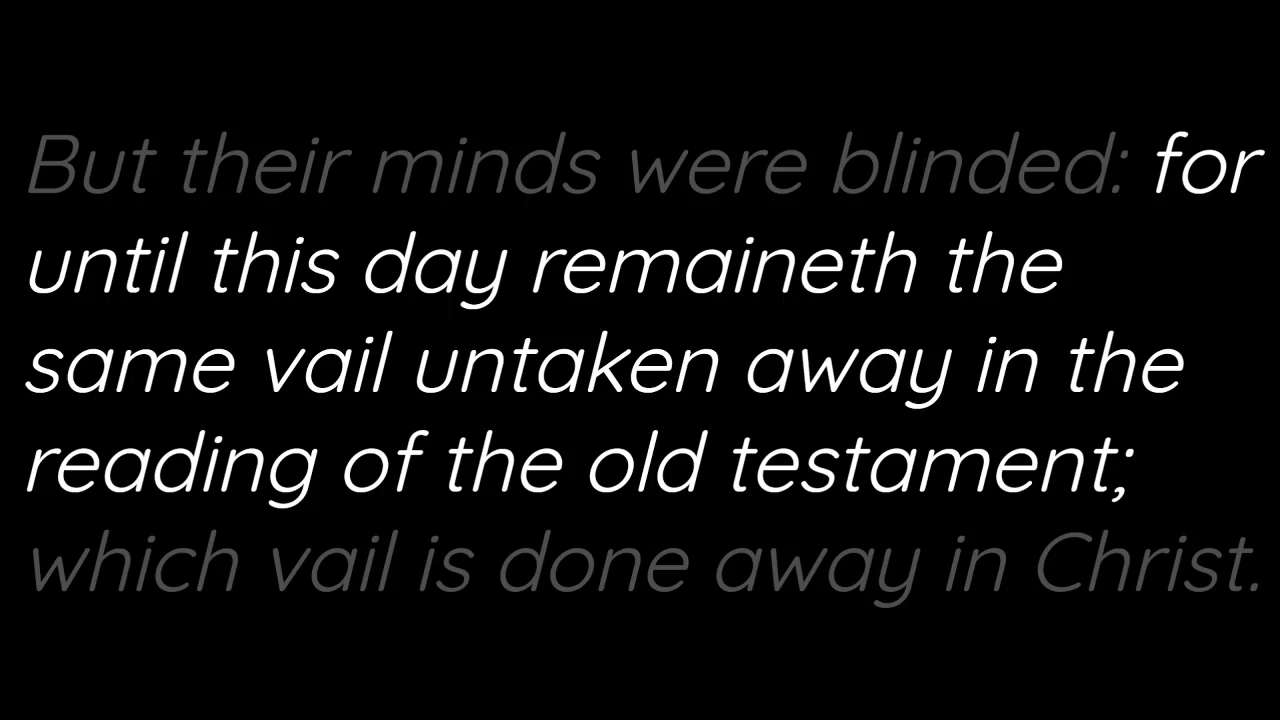 But their minds were blinded: for
until this day remaineth the
same vail untaken away in the
reading of the old testament;
which vail is done away in Christ.